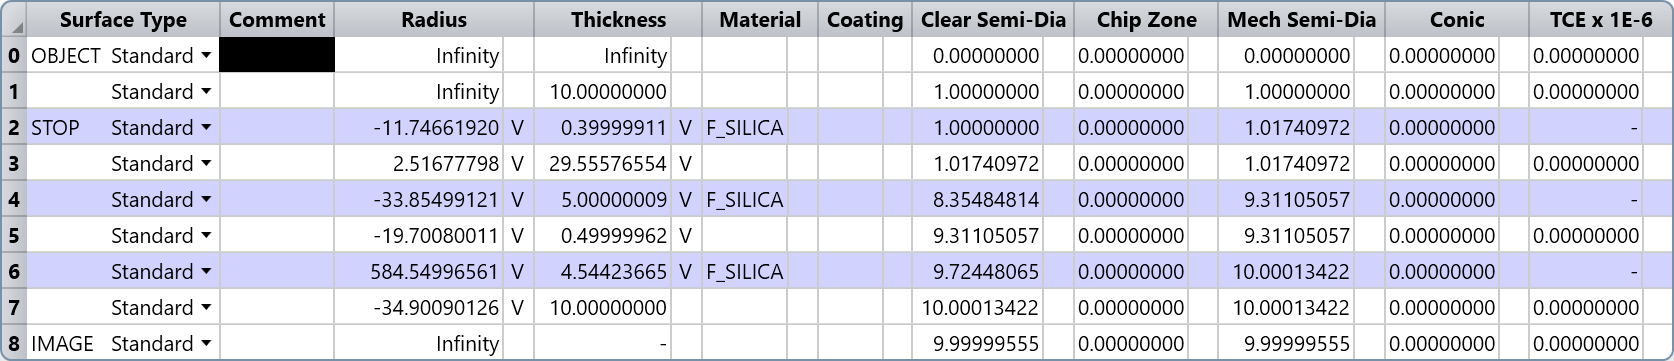 Surface Type Comment Radius Thickness Material Coating Clear Semi-Dia Chip Zone Mech Semi-Dia Conic TCE x 1E-6
0 OBJECT Standard Infinity Infinity 0.00000000 0.00000000 0.00000000 0.00000000 0.00000000
1 Standard Infinity 10.00000000 1.00000000 0.00000000 1.00000000 0.00000000 0.00000000
2 STOP Standard -11.74661920 V 0.39999911 V F_SILICA 1.00000000 0.00000000 1.01740972 0.00000000 -
3 Standard 2.51677798 V 29.55576554 V 1.01740972 0.00000000 1.01740972 0.00000000 0.00000000
4 Standard -33.85499121 V 5.00000009 V F_SILICA 8.35484814 0.00000000 9.31105057 0.00000000 -
5 Standard -19.70080011 V 0.49999962 V 9.31105057 0.00000000 9.31105057 0.00000000 0.00000000
6 Standard 584.54996561 V 4.54423665 V F_SILICA 9.72448065 0.00000000 10.00013422 0.00000000 -
7 Standard -34.90090126 V 10.00000000 10.00013422 0.00000000 10.00013422 0.00000000 0.00000000
8 IMAGE Standard Infinity - 9.99999555 0.00000000 9.99999555 0.00000000 0.00000000